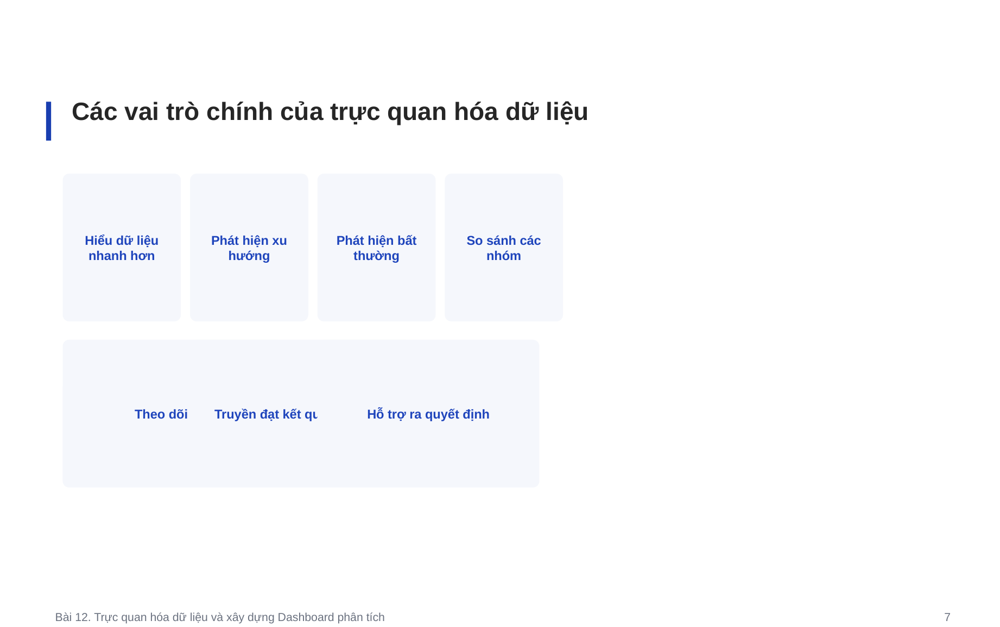 Các vai trò chính của trực quan hóa dữ liệu
Hiểu dữ liệu
nhanh hơn
Phát hiện xu
hướng
Phát hiện bất
thường
So sánh các
nhóm
Theo dõi
Truyền đạt kết
Hỗ trợ ra quyết định
Bài 12. Trực quan hóa dữ liệu và xây dựng Dashboard phân tích
7